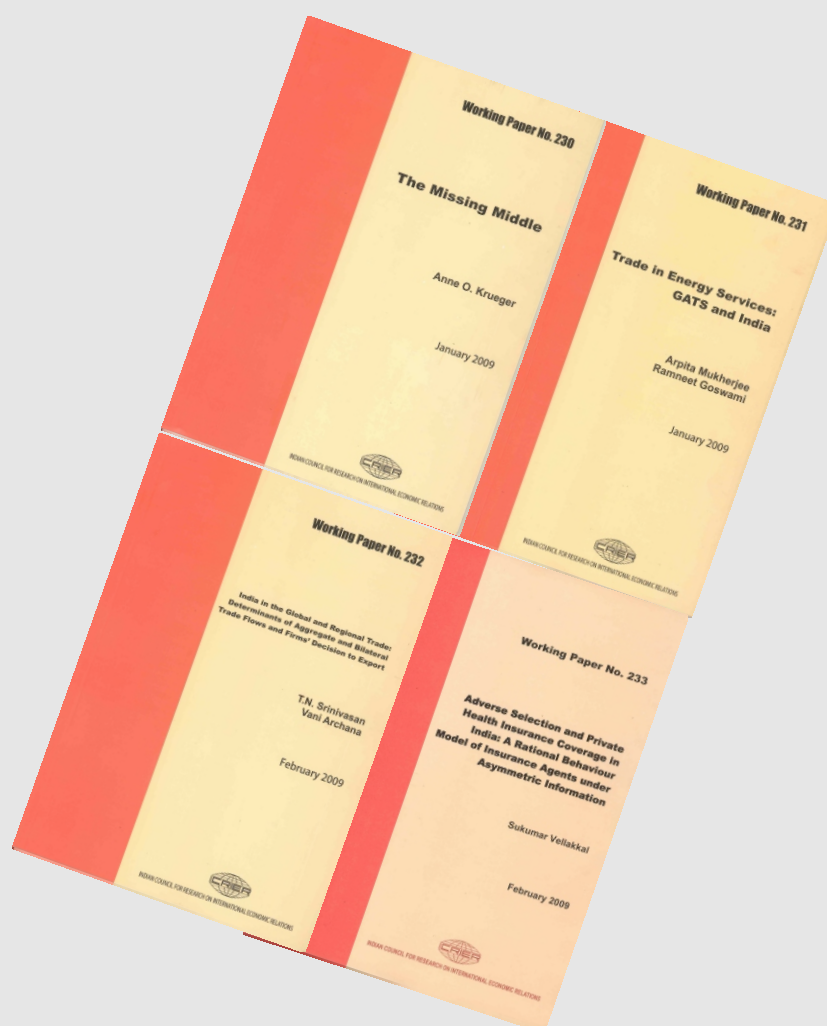 Working Paper No. 230
The Missing Middle
Anne O. Krueger
January 2009
ICRIER
INDIAN COUNCIL FOR RESEARCH ON INTERNATIONAL ECONOMIC RELATIONS
Working Paper No. 231
Trade in Energy Services:
GATS and India
Arpita Mukherjee
Ramneet Goswami
January 2009
ICRIER
INDIAN COUNCIL FOR RESEARCH ON INTERNATIONAL ECONOMIC RELATIONS
Working Paper No. 232
India in the Global and Regional Trade:
Determinants of Aggregate and Bilateral
Trade Flows and Firms' Decision to Export
T.N. Srinivasan
Vani Archana
February 2009
ICRIER
INDIAN COUNCIL FOR RESEARCH ON INTERNATIONAL ECONOMIC RELATIONS
Working Paper No. 233
Adverse Selection and Private
Health Insurance Coverage in
India: A Rational Behaviour
Model of Insurance Agents under
Asymmetric Information
Sukumar Vellakkal
February 2009
ICRIER
INDIAN COUNCIL FOR RESEARCH ON INTERNATIONAL ECONOMIC RELATIONS